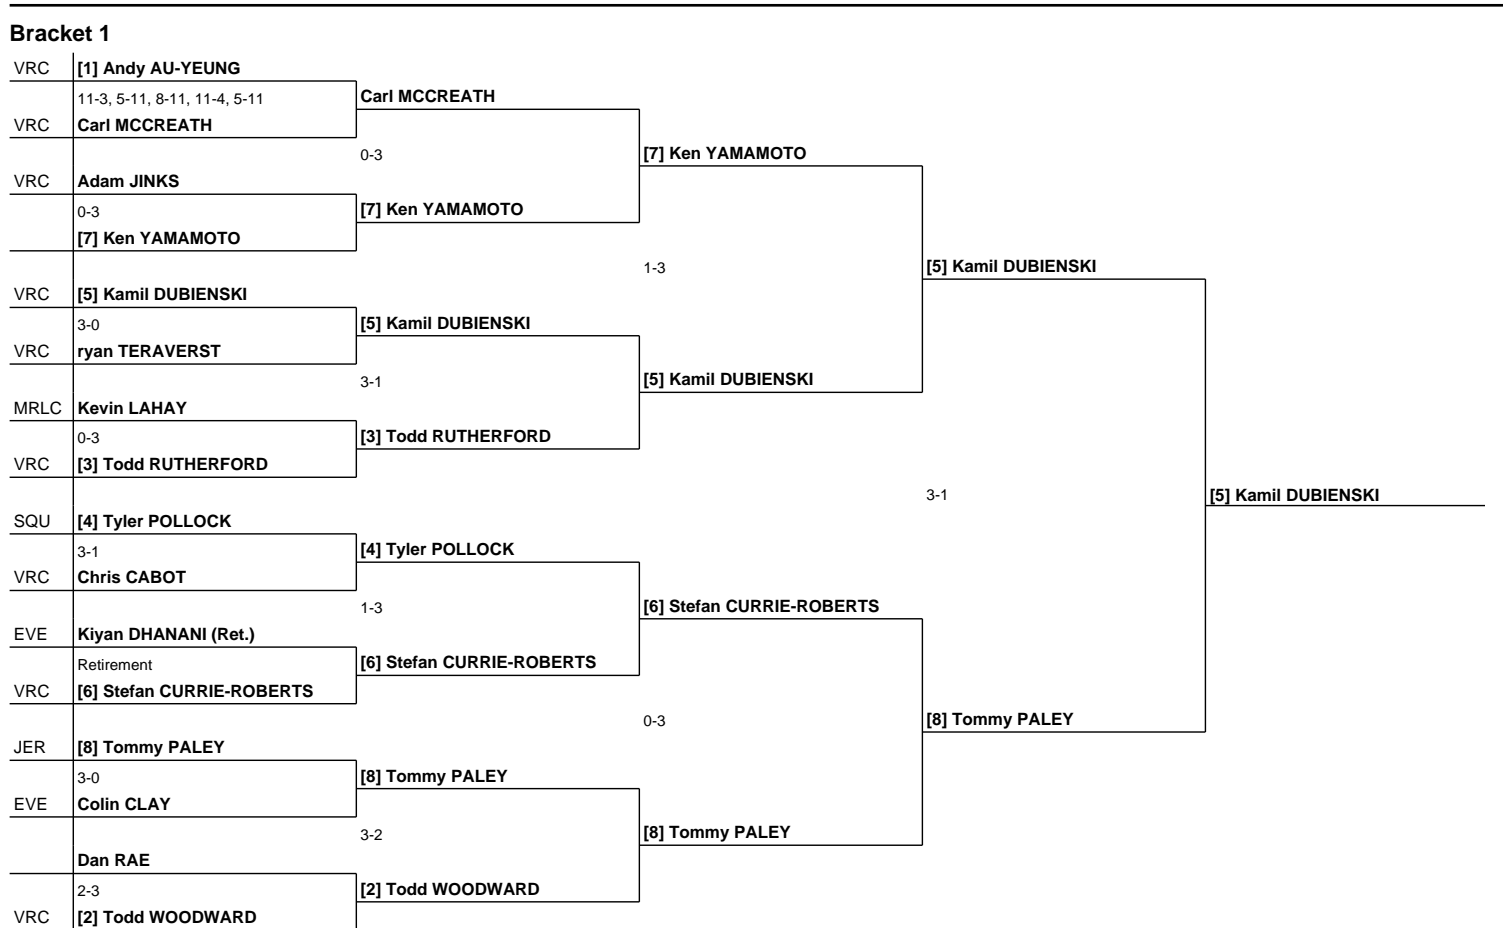 Bracket 1
VRC [1] Andy AU-YEUNG
11-3, 5-11, 8-11, 11-4, 5-11
Carl MCCREATH
VRC Carl MCCREATH
0-3
[7] Ken YAMAMOTO
VRC Adam JINKS
0-3
[7] Ken YAMAMOTO
[7] Ken YAMAMOTO
1-3
[5] Kamil DUBIENSKI
VRC [5] Kamil DUBIENSKI
3-0
[5] Kamil DUBIENSKI
VRC ryan TERAVERST
3-1
[5] Kamil DUBIENSKI
MRLC Kevin LAHAY
0-3
[3] Todd RUTHERFORD
VRC [3] Todd RUTHERFORD
3-1
[5] Kamil DUBIENSKI
SQU [4] Tyler POLLOCK
3-1
[4] Tyler POLLOCK
VRC Chris CABOT
1-3
[6] Stefan CURRIE-ROBERTS
EVE Kiyan DHANANI (Ret.)
Retirement
[6] Stefan CURRIE-ROBERTS
VRC [6] Stefan CURRIE-ROBERTS
0-3
[8] Tommy PALEY
JER [8] Tommy PALEY
3-0
[8] Tommy PALEY
EVE Colin CLAY
3-2
[8] Tommy PALEY
Dan RAE
2-3
[2] Todd WOODWARD
VRC [2] Todd WOODWARD